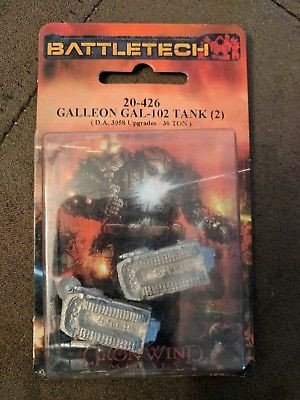 BATTLETECH
20-426
GALLEON GAL-102 TANK (2)
( D.A. 3058 Upgrades - 30 TON )
IRON WIND